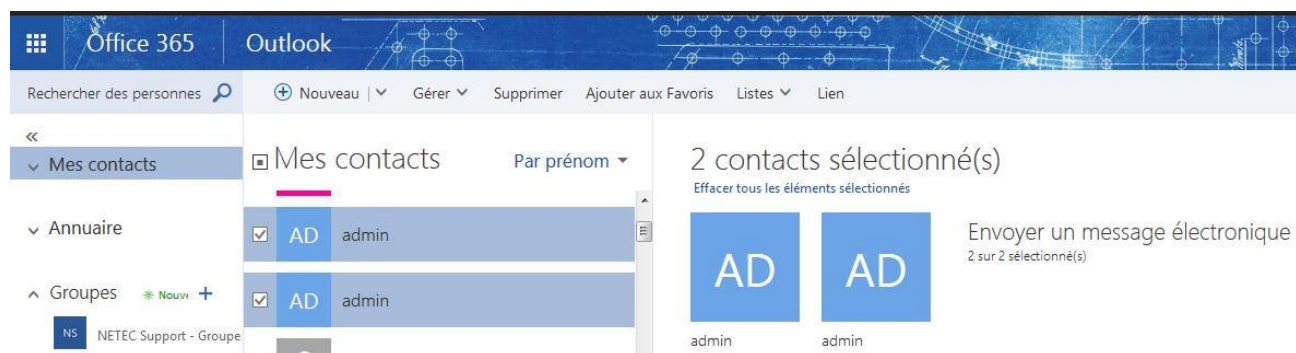 Office 365 Outlook
Rechercher des personnes Nouveau Gérer Supprimer Ajouter aux Favoris Listes Lien
«
Mes contacts
Mes contacts Par prénom
2 contacts sélectionné(s)
Effacer tous les éléments sélectionnés
Annuaire
AD admin
AD AD
Envoyer un message électronique
2 sur 2 sélectionné(s)
Groupes Nouv +
AD admin
NS NETEC Support - Groupe
admin admin